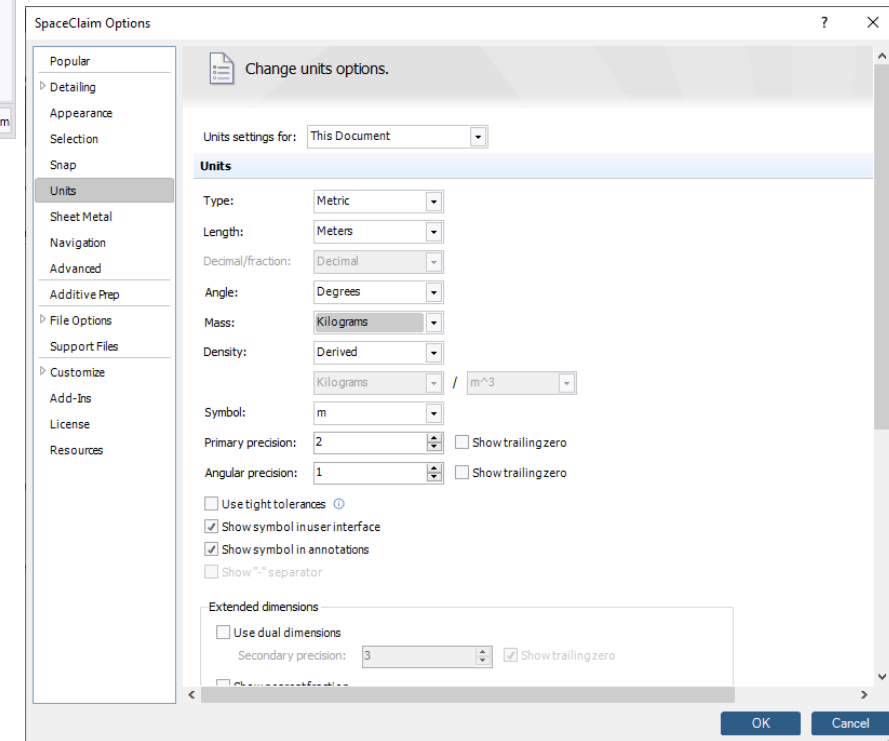 SpaceClaim Options
?
Popular
Detailing
Appearance
Selection
Snap
Units
Sheet Metal
Navigation
Advanced
Additive Prep
File Options
Support Files
Customize
Add-Ins
License
Resources
m
Change units options.
Units settings for: This Document
Units
Type: Metric
Length: Meters
Decimal/fraction: Decimal
Angle: Degrees
Mass: Kilograms
Density: Derived
Kilograms / m^3
Symbol: m
Primary precision: 2 Show trailing zero
Angular precision: 1 Show trailing zero
Use tight tolerances
Show symbol in user interface
Show symbol in annotations
Show "-" separator
Extended dimensions
Use dual dimensions
Secondary precision: 3 Show trailing zero
Show nearest fraction
OK Cancel